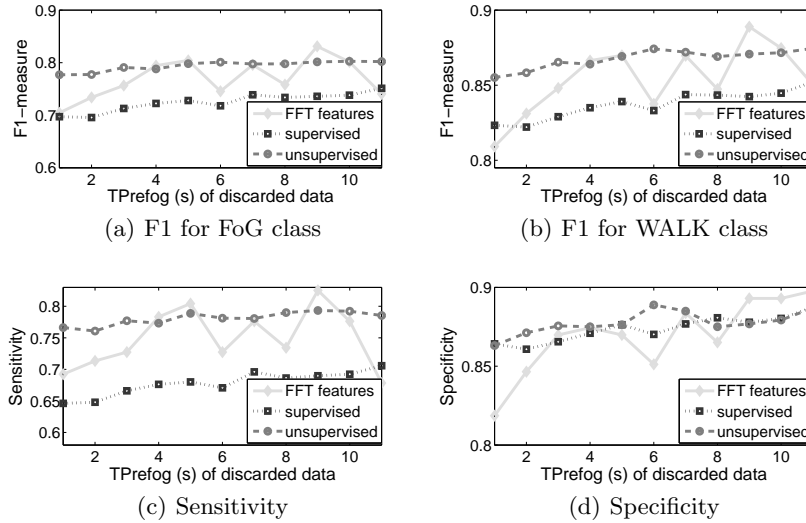 0.9
0.8
0.7
0.6
F1−measure
2 4 6 8 10
TPrefog (s) of discarded data
FFT features
supervised
unsupervised
(a) F1 for FoG class
0.9
0.85
0.8
F1−measure
2 4 6 8 10
TPrefog (s) of discarded data
FFT features
supervised
unsupervised
(b) F1 for WALK class
0.8
0.75
0.7
0.65
0.6
Sensitivity
2 4 6 8 10
TPrefog (s) of discarded data
FFT features
supervised
unsupervised
(c) Sensitivity
0.9
0.85
0.8
Specificity
2 4 6 8 10
TPrefog (s) of discarded data
FFT features
supervised
unsupervised
(d) Specificity